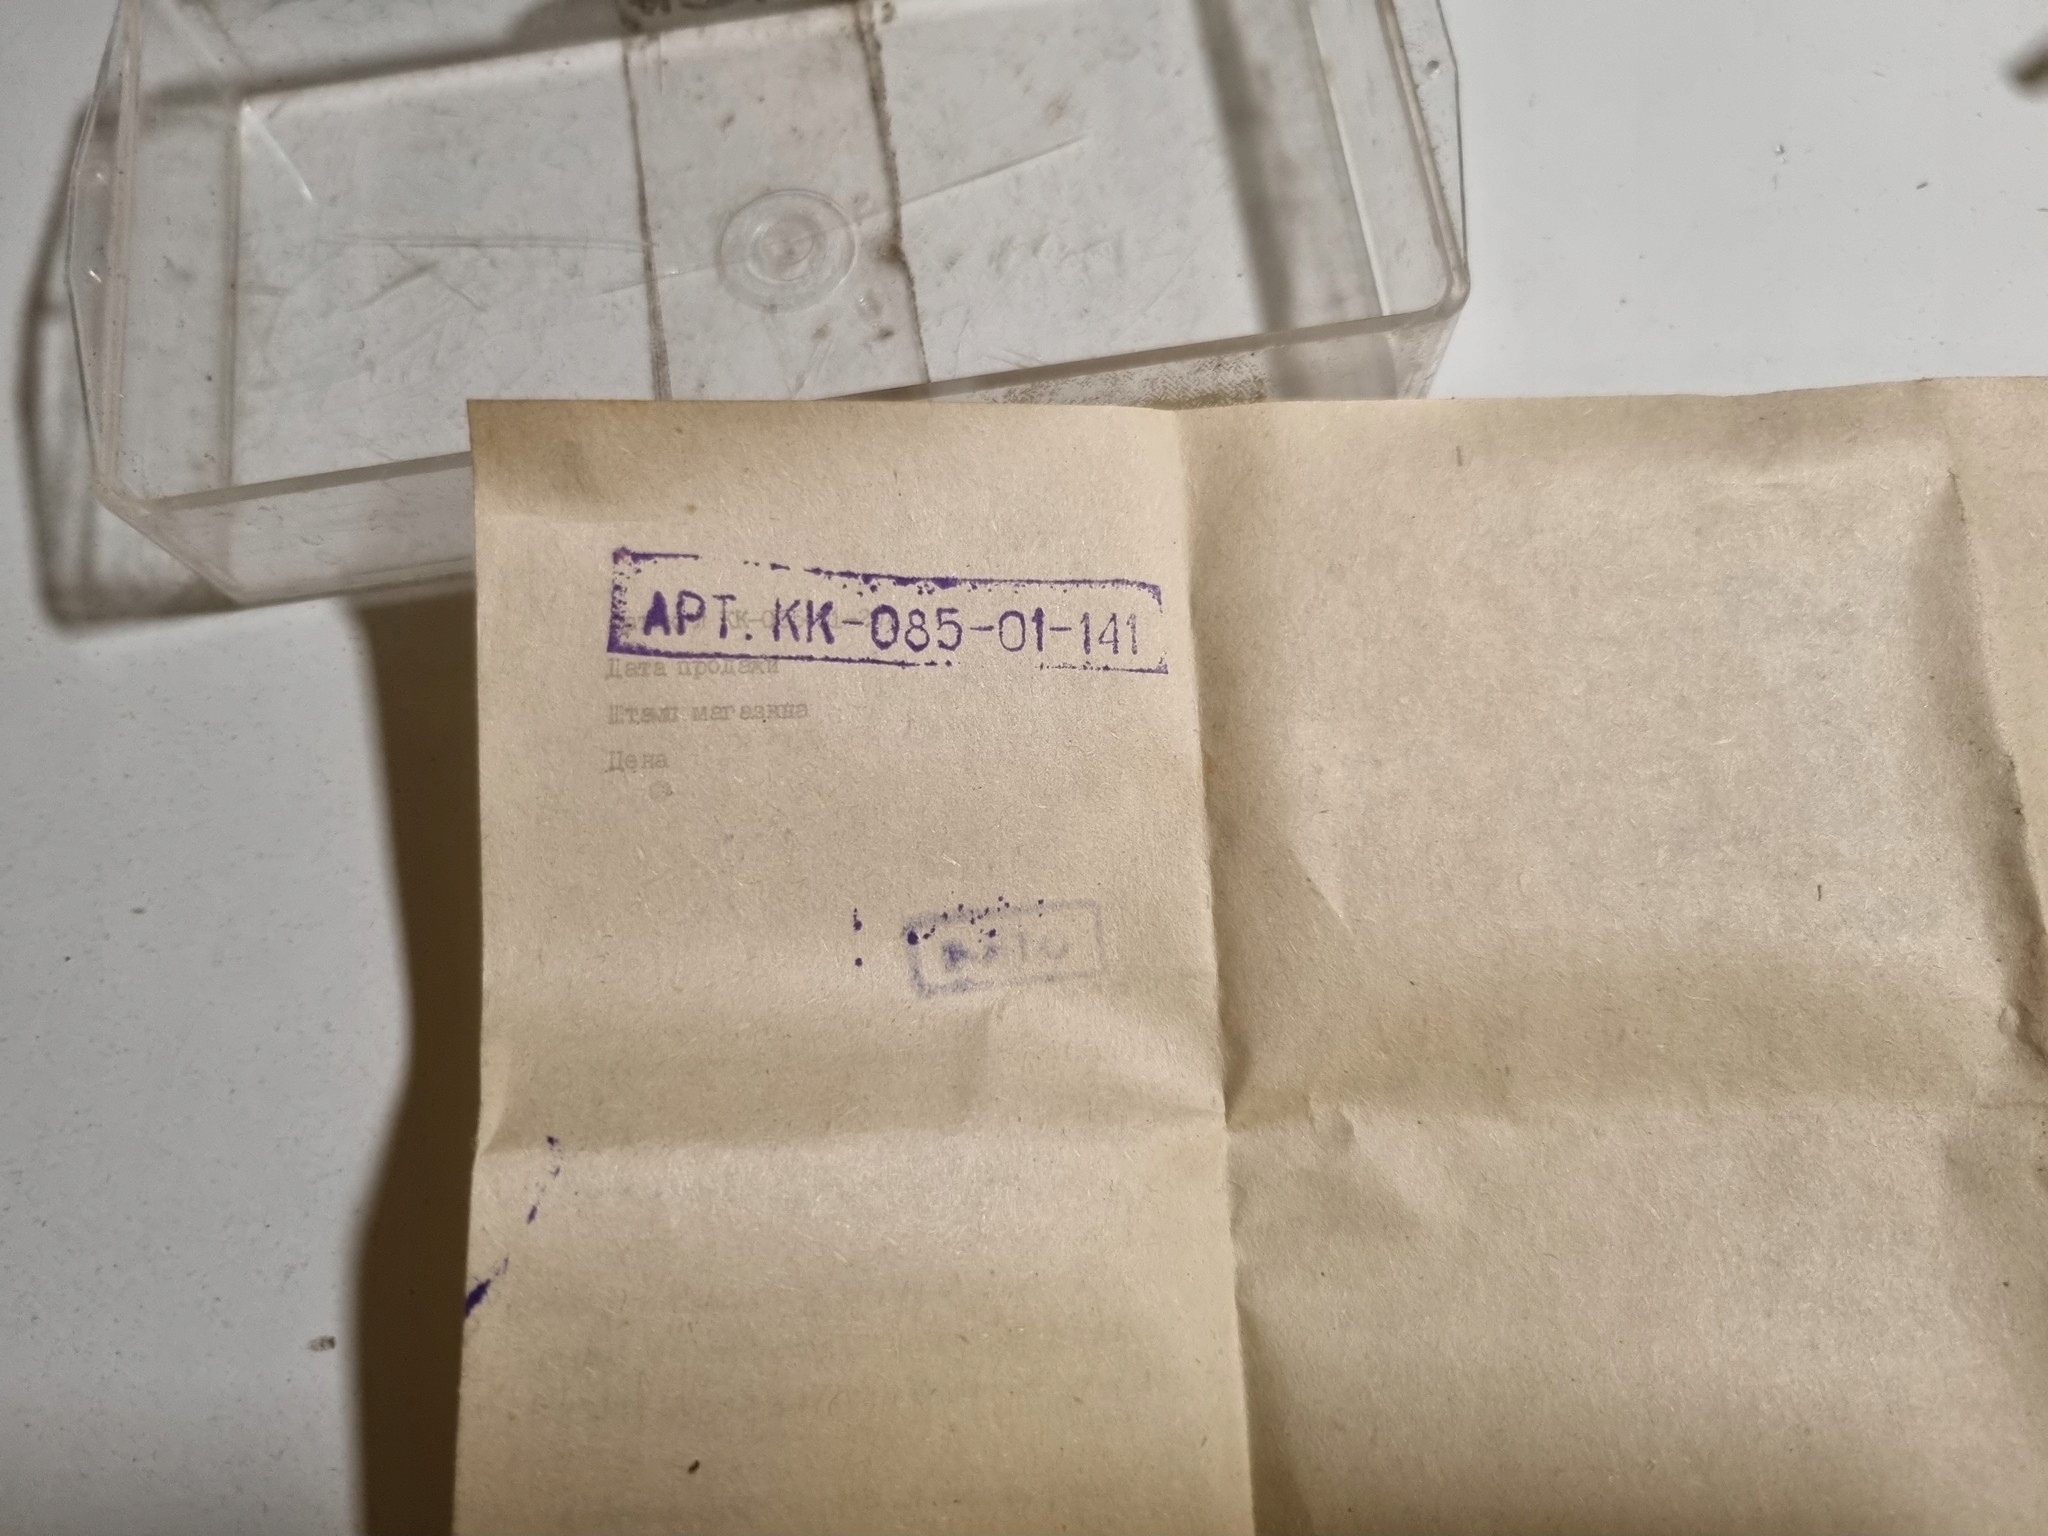 АРТ. КК-085-01-141
Дата продажи
Штамп магазина
Цена